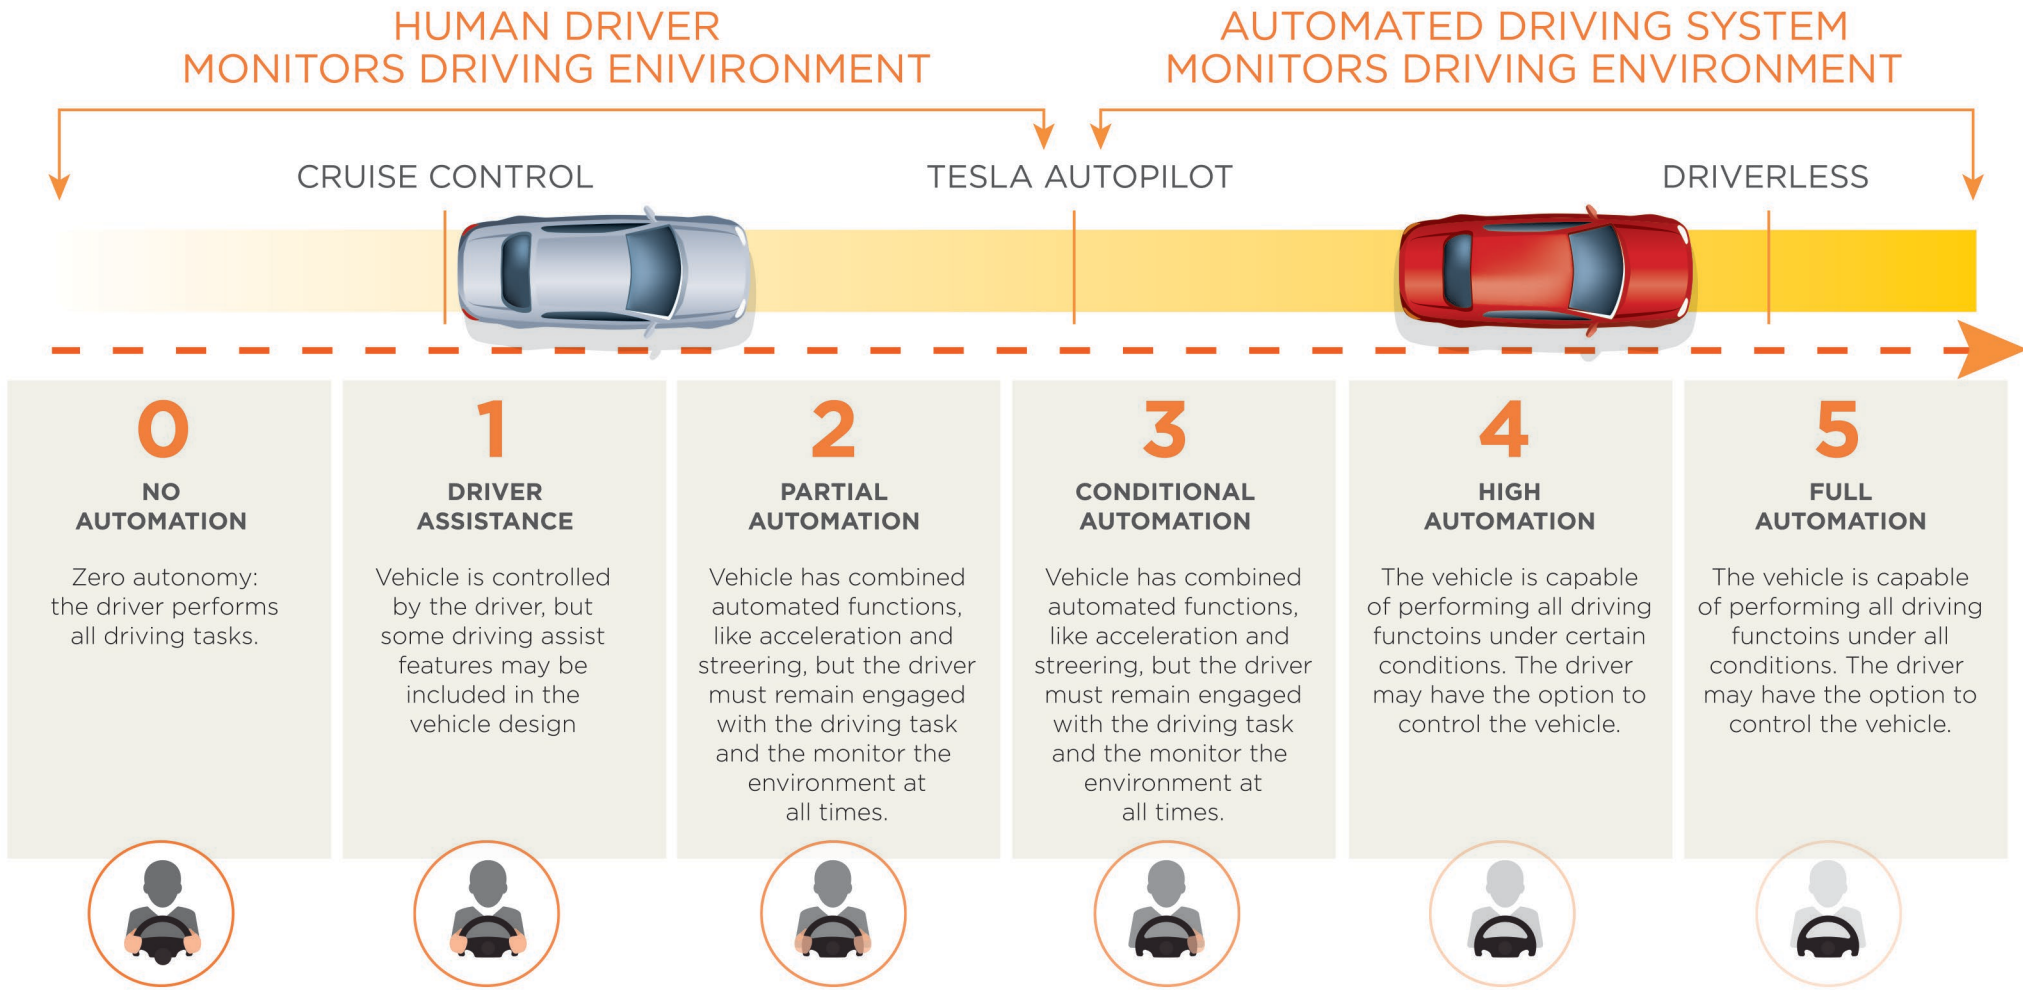 HUMAN DRIVER
MONITORS DRIVING ENIVIRONMENT
AUTOMATED DRIVING SYSTEM
MONITORS DRIVING ENVIRONMENT
CRUISE CONTROL
TESLA AUTOPILOT
DRIVERLESS
0
NO
AUTOMATION
Zero autonomy:
the driver performs
all driving tasks.
1
DRIVER
ASSISTANCE
Vehicle is controlled
by the driver, but
some driving assist
features may be
included in the
vehicle design
2
PARTIAL
AUTOMATION
Vehicle has combined
automated functions,
like acceleration and
streering, but the driver
must remain engaged
with the driving task
and the monitor the
environment at
all times.
3
CONDITIONAL
AUTOMATION
Vehicle has combined
automated functions,
like acceleration and
streering, but the driver
must remain engaged
with the driving task
and the monitor the
environment at
all times.
4
HIGH
AUTOMATION
The vehicle is capable
of performing all driving
functoins under certain
conditions. The driver
may have the option to
control the vehicle.
5
FULL
AUTOMATION
The vehicle is capable
of performing all driving
functoins under all
conditions. The driver
may have the option to
control the vehicle.